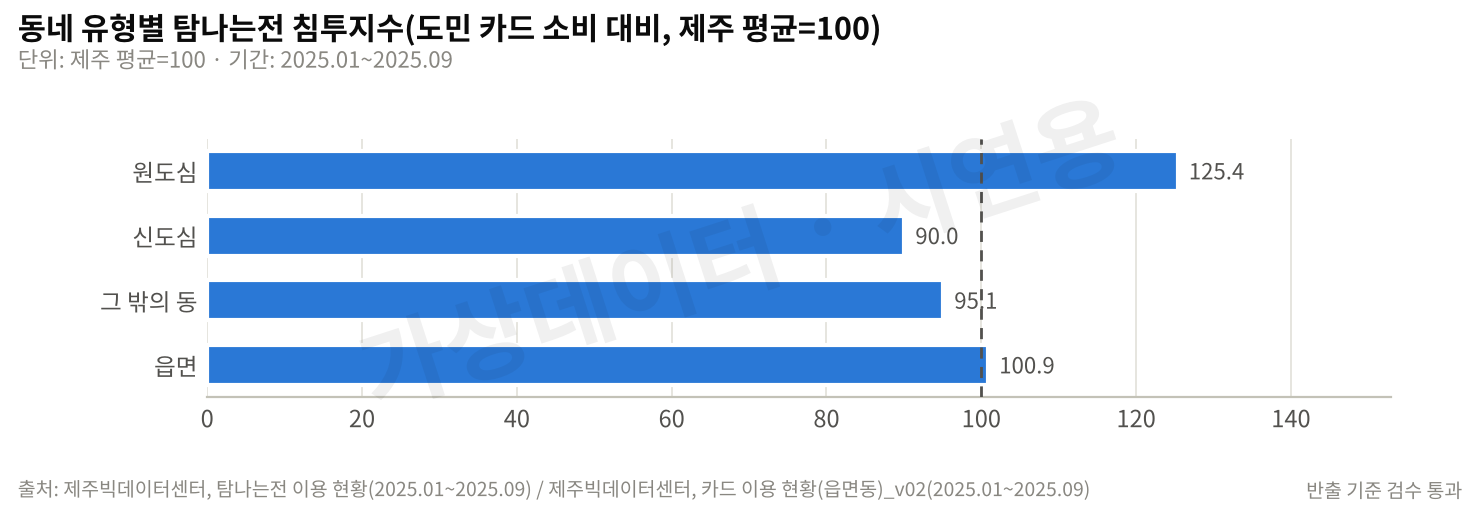 동네 유형별 탐나는전 침투지수(도민 카드 소비 대비, 제주 평균=100)
단위: 제주 평균=100 · 기간: 2025.01~2025.09
원도심 125.4
신도심 90.0
그 밖의 동 95.1
읍면 100.9
0 20 40 60 80 100 120 140
가상데이터 · 시연용
출처: 제주빅데이터센터, 탐나는전 이용 현황(2025.01~2025.09) / 제주빅데이터센터, 카드 이용 현황(읍면동)_v02(2025.01~2025.09)
반출 기준 검수 통과